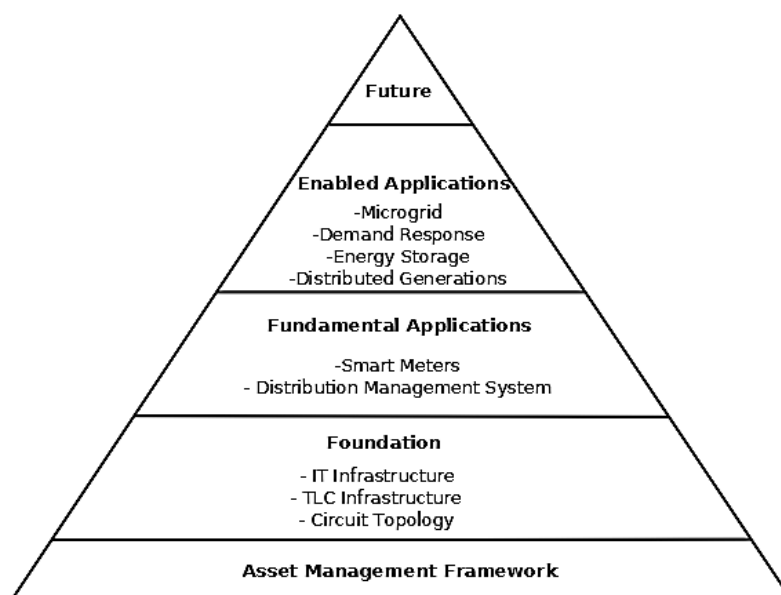 Future
Enabled Applications
-Microgrid
-Demand Response
-Energy Storage
-Distributed Generations
Fundamental Applications
-Smart Meters
- Distribution Management System
Foundation
- IT Infrastructure
- TLC Infrastructure
- Circuit Topology
Asset Management Framework